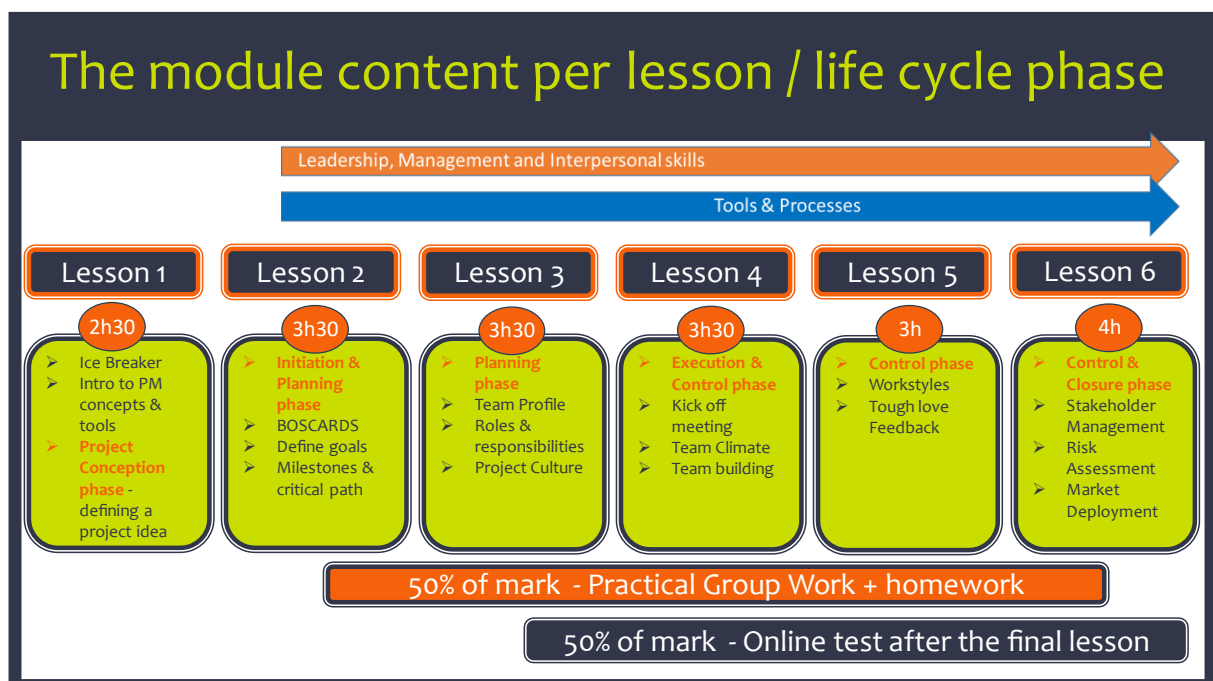 The module content per lesson / life cycle phase
Leadership, Management and Interpersonal skills
Tools & Processes
Lesson 1
2h30
Ice Breaker
Intro to PM
concepts &
tools
Project
Conception
phase -
defining a
project idea
Lesson 2
3h30
Initiation &
Planning
phase
BOSCARDS
Define goals
Milestones &
critical path
Lesson 3
3h30
Planning
phase
Team Profile
Roles &
responsibilities
Project Culture
Lesson 4
3h30
Execution &
Control phase
Kick off
meeting
Team Climate
Team building
Lesson 5
3h
Control phase
Workstyles
Tough love
Feedback
Lesson 6
4h
Control &
Closure phase
Stakeholder
Management
Risk
Assessment
Market
Deployment
50% of mark - Practical Group Work + homework
50% of mark - Online test after the final lesson